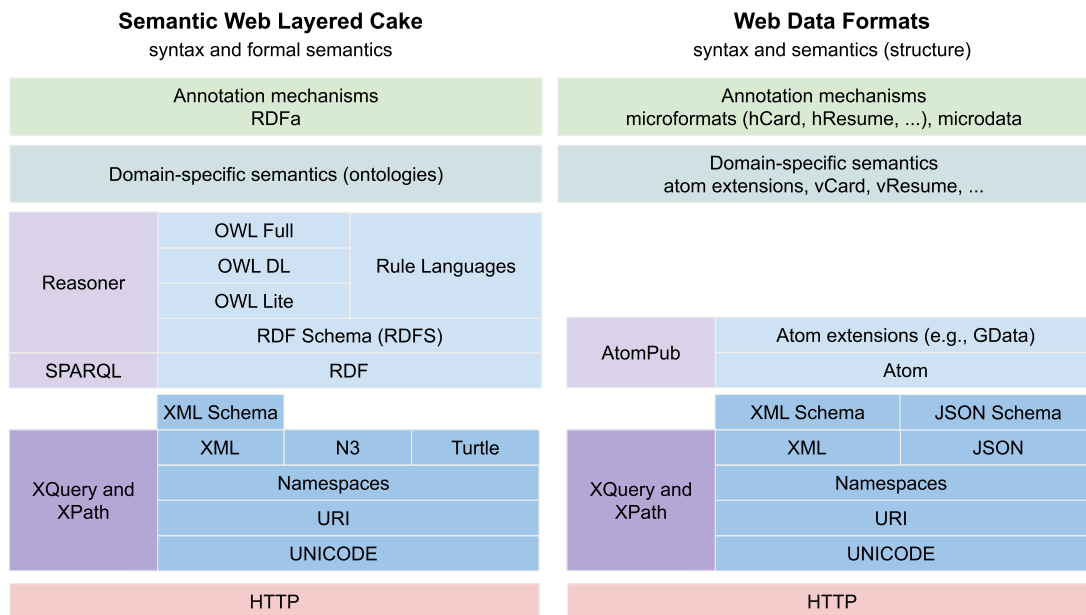 Semantic Web Layered Cake
syntax and formal semantics
Annotation mechanisms
RDFa
Domain-specific semantics (ontologies)
Reasoner
OWL Full
OWL DL
OWL Lite
Rule Languages
RDF Schema (RDFS)
SPARQL
RDF
XML Schema
XQuery and
XPath
XML
N3
Turtle
Namespaces
URI
UNICODE
HTTP
Web Data Formats
syntax and semantics (structure)
Annotation mechanisms
microformats (hCard, hResume, ...), microdata
Domain-specific semantics
atom extensions, vCard, vResume, ...
AtomPub
Atom extensions (e.g., GData)
Atom
XML Schema
JSON Schema
XQuery and
XPath
XML
JSON
Namespaces
URI
UNICODE
HTTP